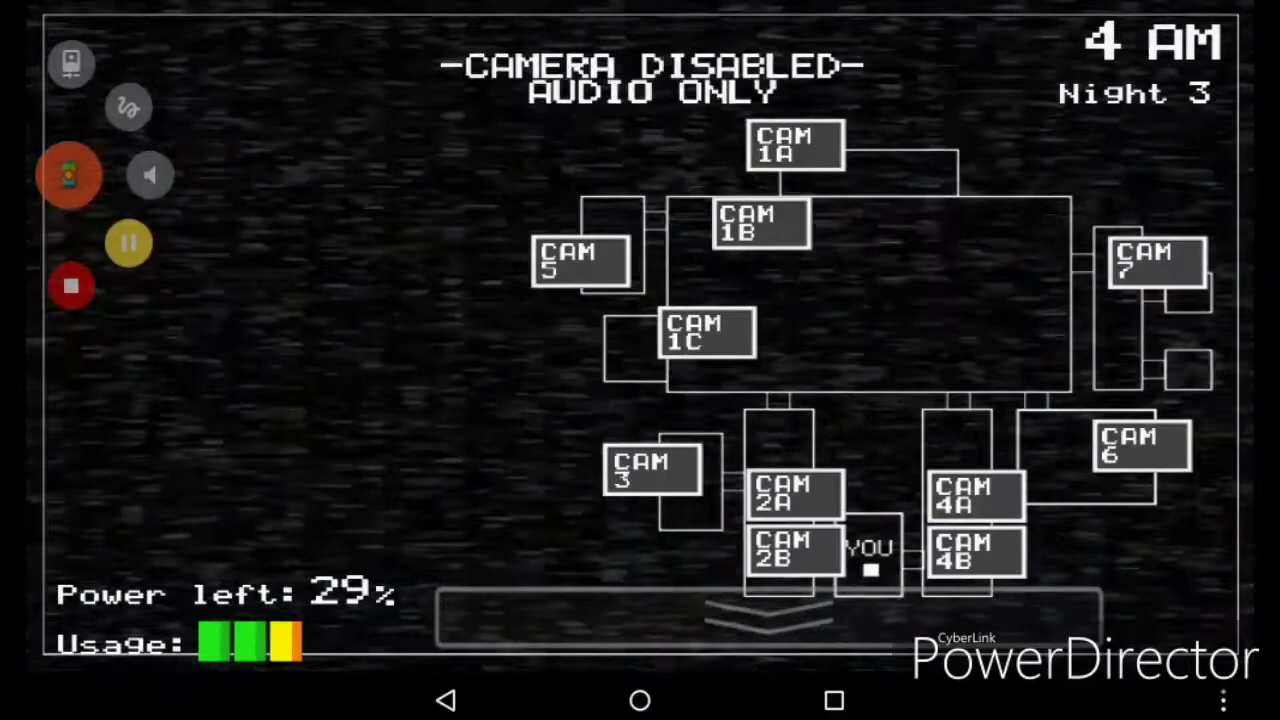 4 AM
-CAMERA DISABLED-
AUDIO ONLY
Night 3
CAM
1A
CAM
1B
CAM
5
CAM
7
CAM
1C
CAM
6
CAM
3
CAM
2A
CAM
4A
CAM
2B
YOU
CAM
4B
Power left: 29%
Usage:
CyberLink
PowerDirector